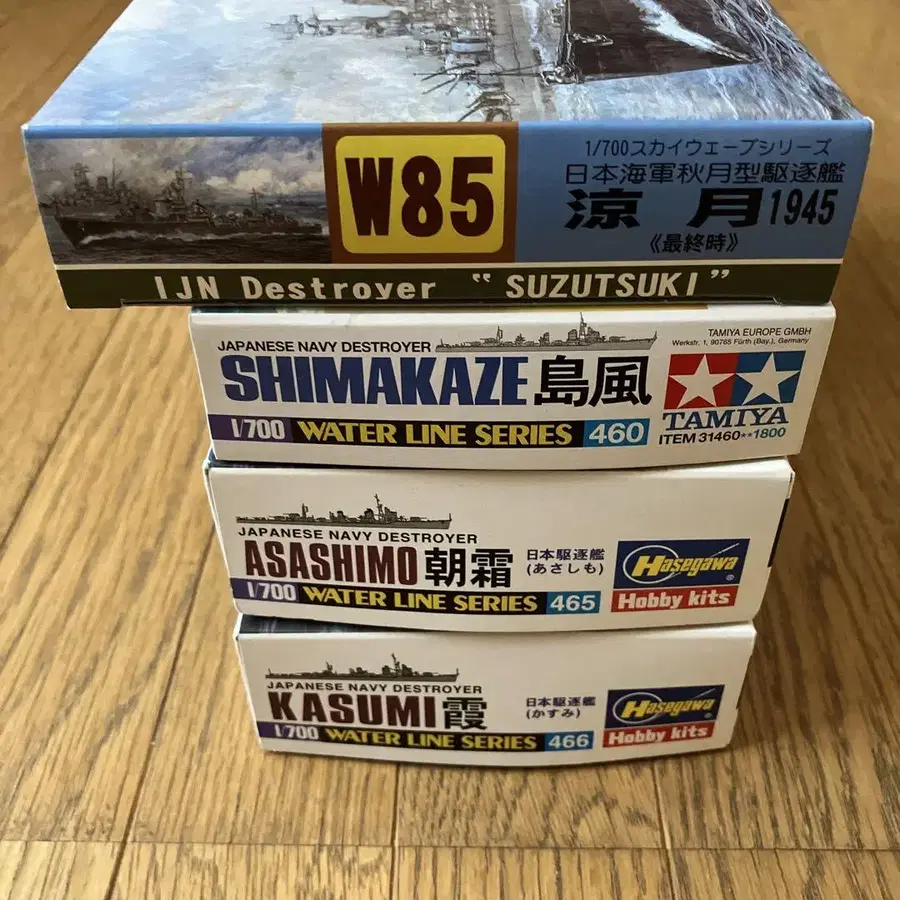 W85
1/700スカイウェーブシリーズ
日本海軍秋月型駆逐艦
涼月1945
《最終時》
IJN Destroyer "SUZUTSUKI"
JAPANESE NAVY DESTROYER
SHIMAKAZE 島風
1/700 WATER LINE SERIES 460
TAMIYA EUROPE GMBH
Werkstr. 1, 90765 Fürth (Bay.), Germany
TAMIYA
ITEM 31460**1800
JAPANESE NAVY DESTROYER
ASASHIMO 朝霜
日本駆逐艦
(あさしも)
1/700 WATER LINE SERIES 465
Hasegawa®
Hobby kits
JAPANESE NAVY DESTROYER
KASUMI 霞
日本駆逐艦
(かすみ)
1/700 WATER LINE SERIES 466
Hasegawa®
Hobby kits